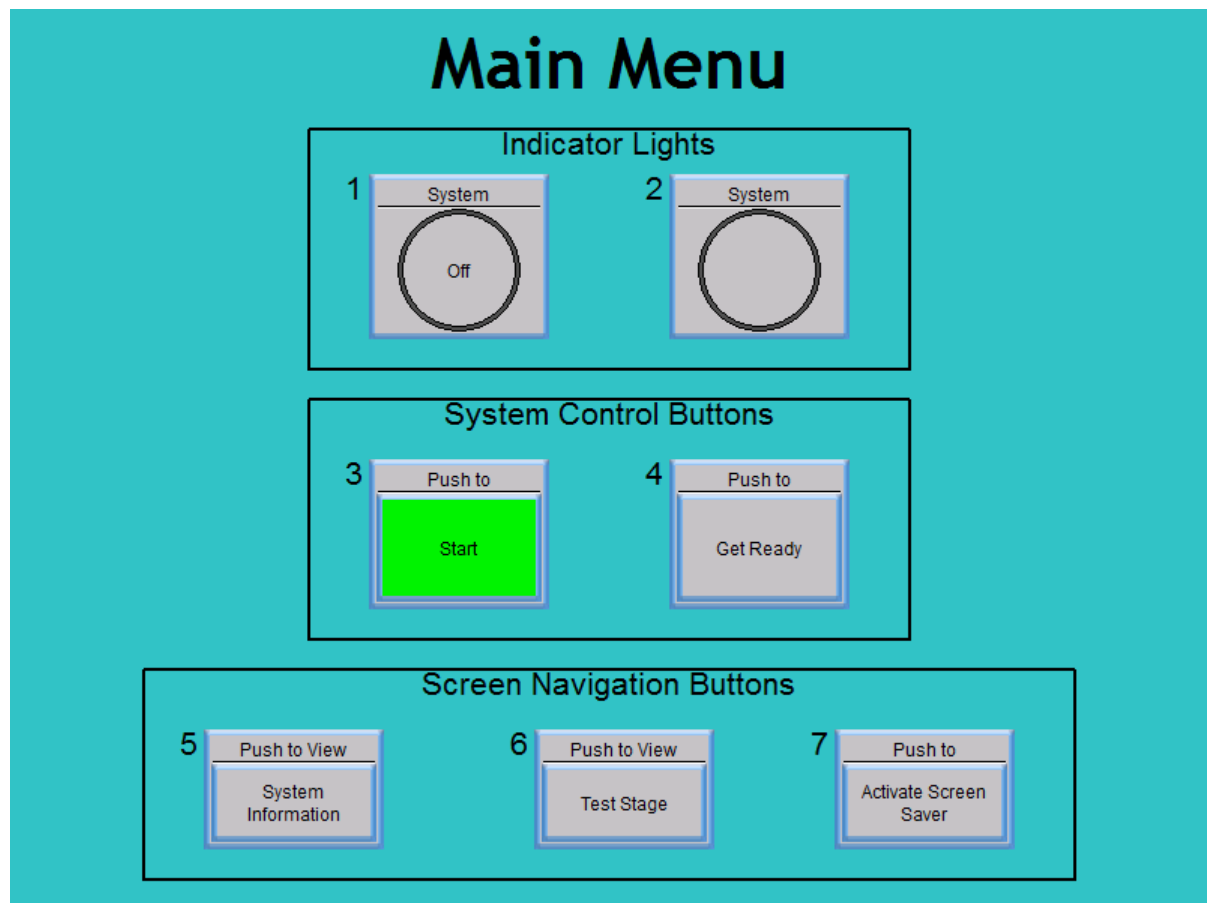 Main Menu
Indicator Lights
1 System 2 System
Off
System Control Buttons
3 Push to 4 Push to
Start Get Ready
Screen Navigation Buttons
5 Push to View 6 Push to View 7 Push to
System Information Test Stage Activate Screen Saver